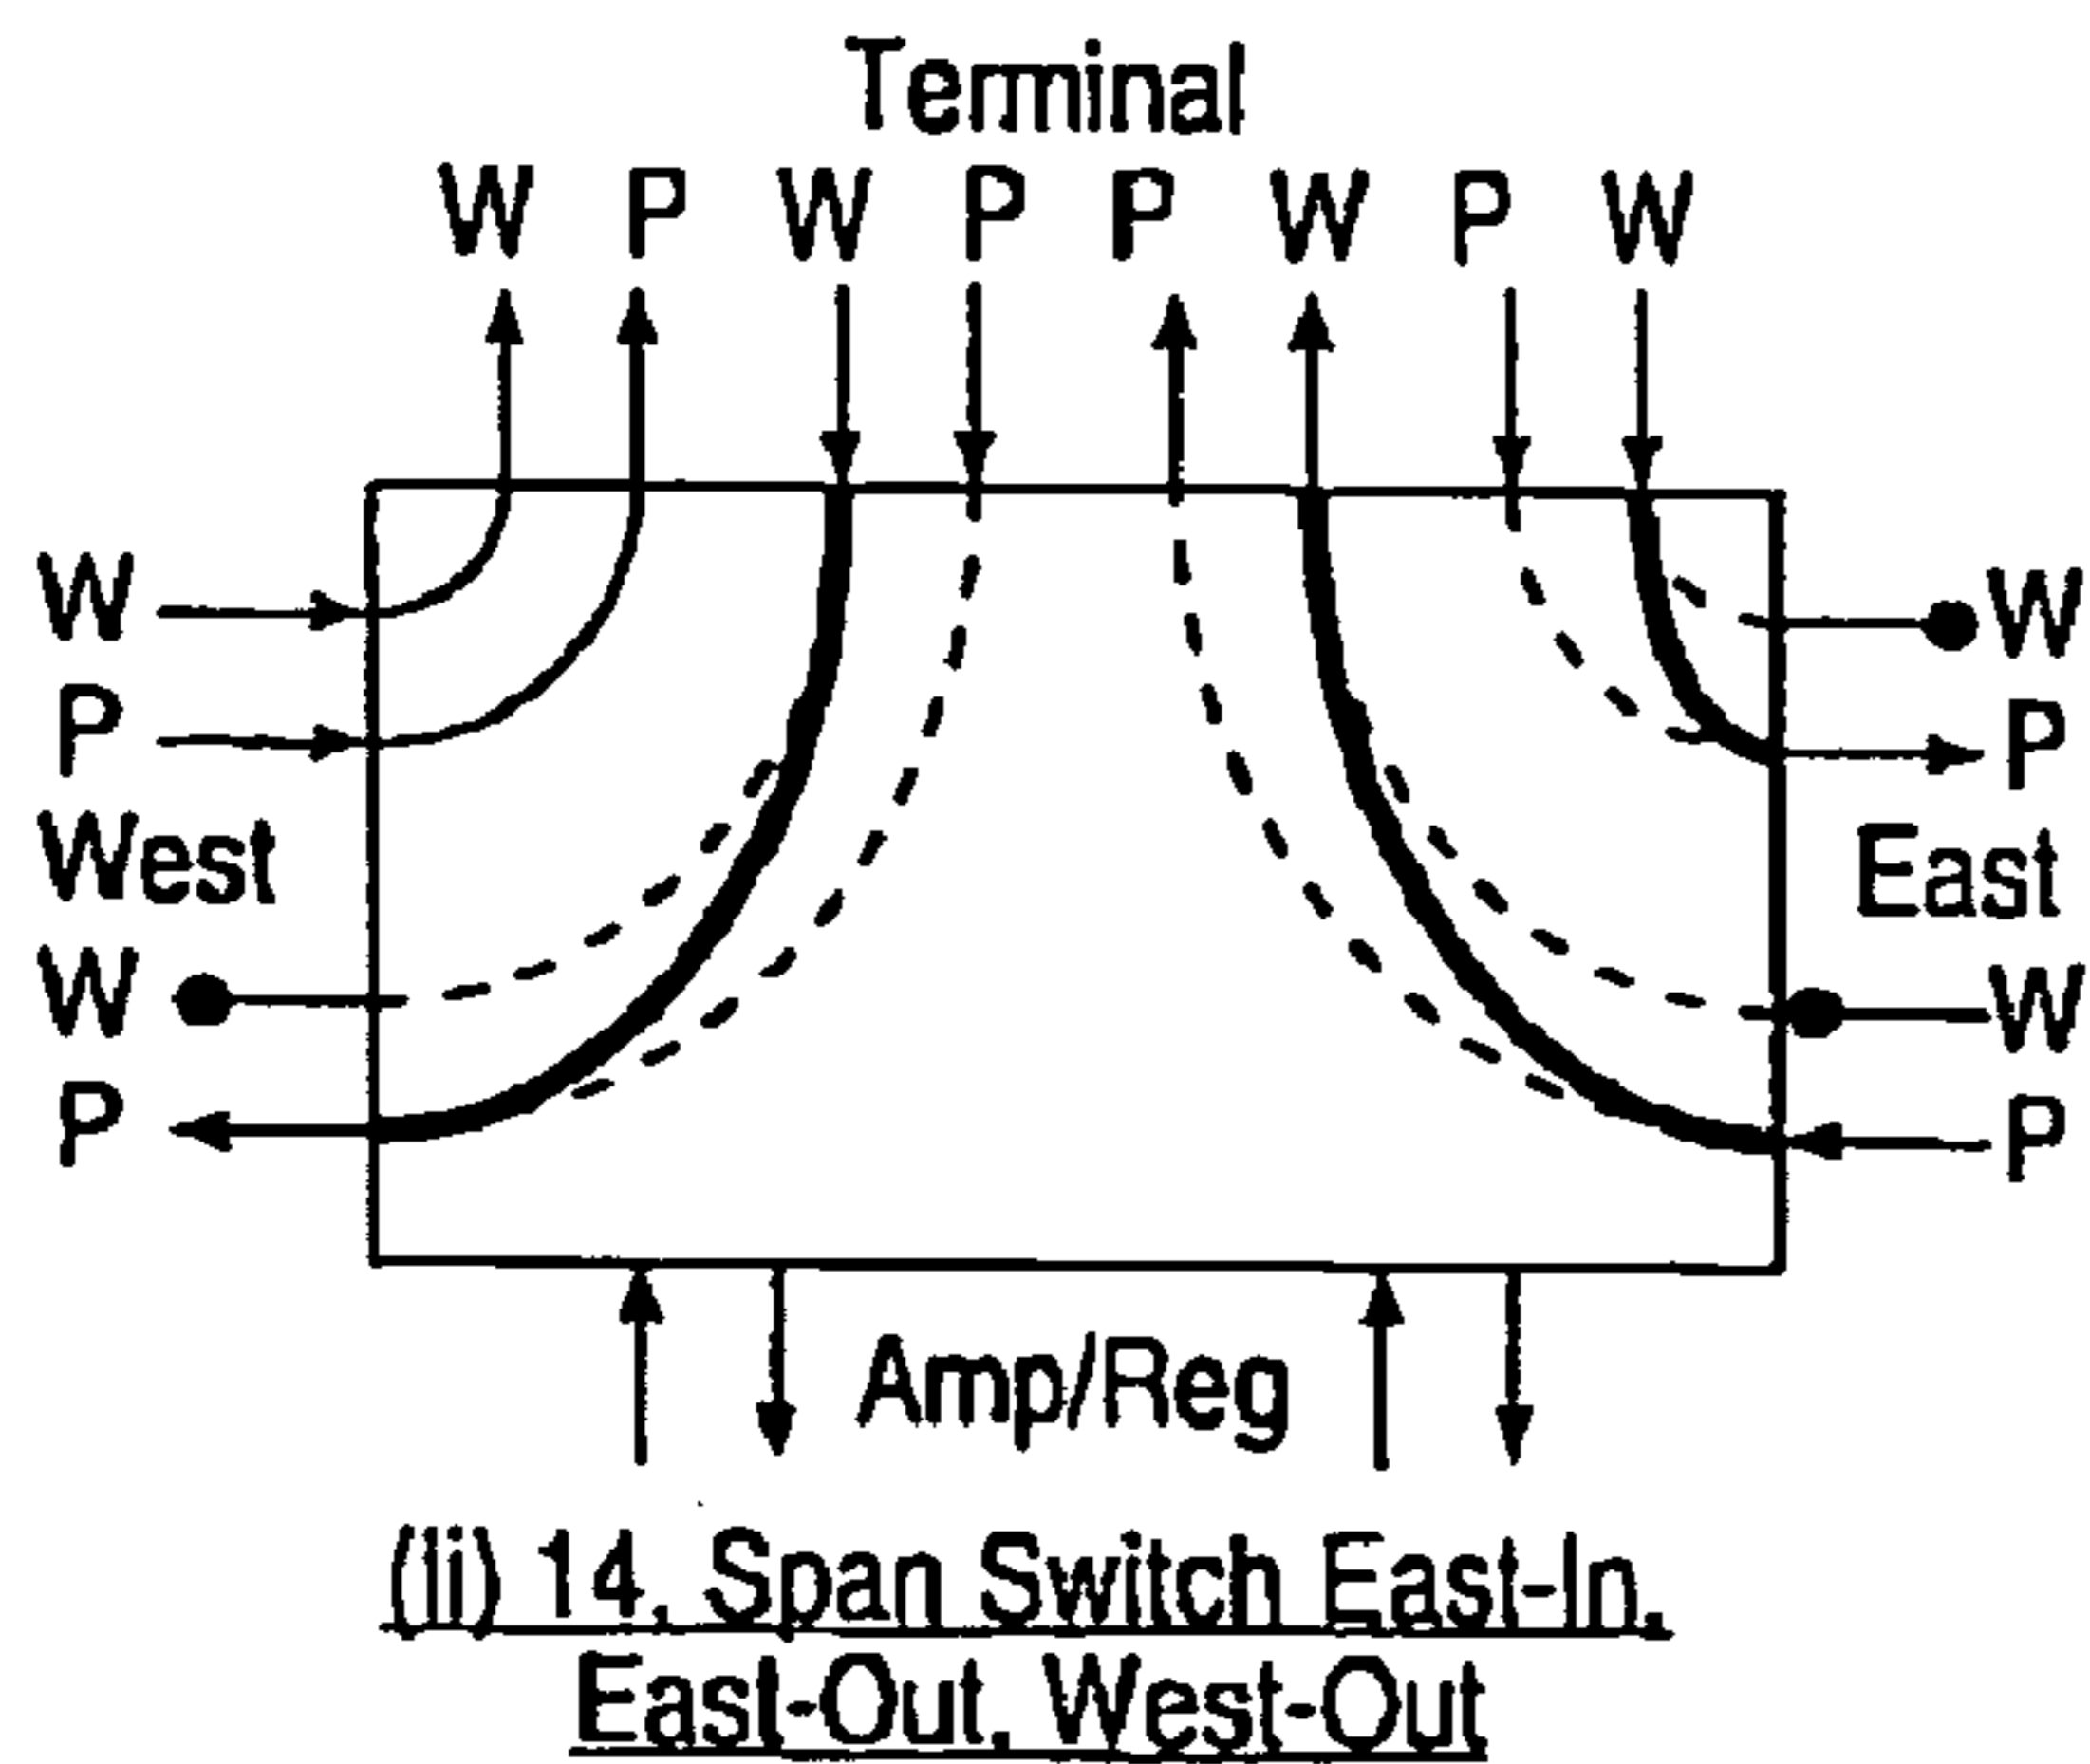 Terminal
W P W P P W P W
W W
P P
West East
W W
P P
Amp/Reg
(ii) 14. Span Switch East-In,
East-Out, West-Out